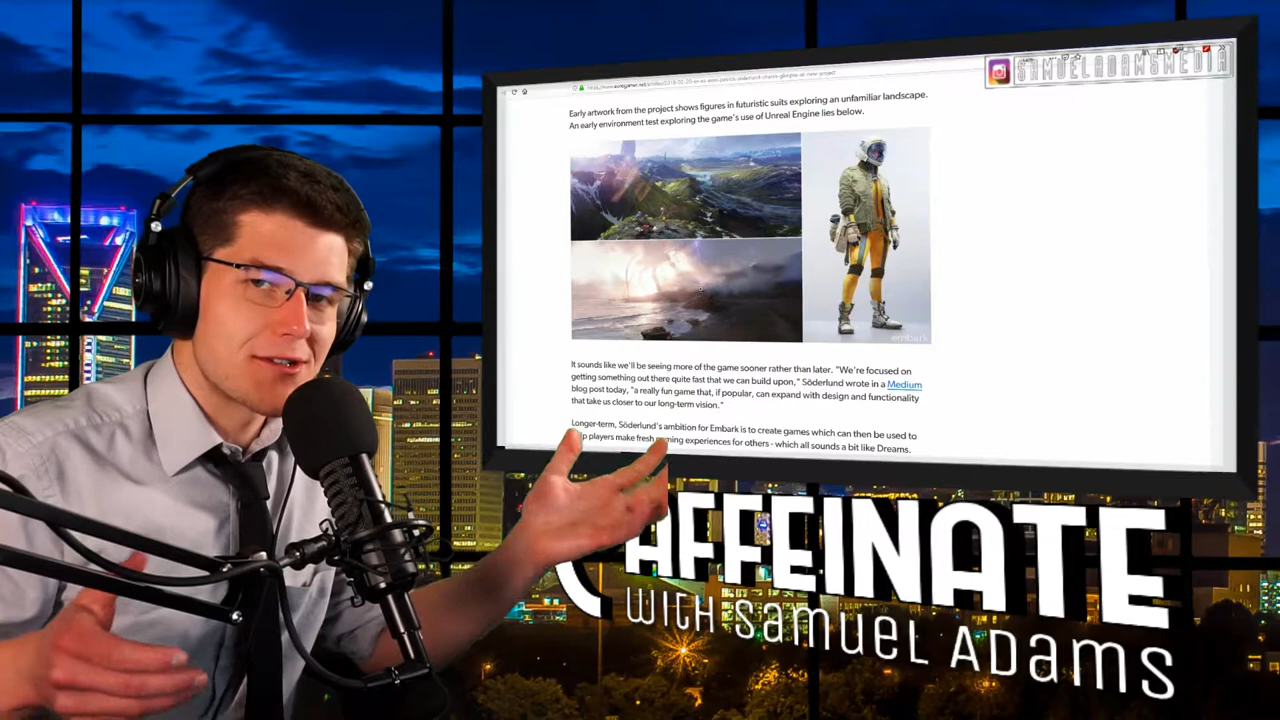 SAMUELADAMSMEDIA
Early artwork from the project shows figures in futuristic suits exploring an unfamiliar landscape.
An early environment test exploring the game's use of Unreal Engine lies below.
embark
It sounds like we'll be seeing more of the game sooner rather than later. "We're focused on
getting something out there quite fast that we can build upon," Söderlund wrote in a Medium
blog post today, "a really fun game that, if popular, can expand with design and functionality
that take us closer to our long-term vision."
Longer-term, Söderlund's ambition for Embark is to create games which can then be used to
players make fresh gaming experiences for others - which all sounds a bit like Dreams.
CAFFEINATE
WITH SAMUEL ADAMS